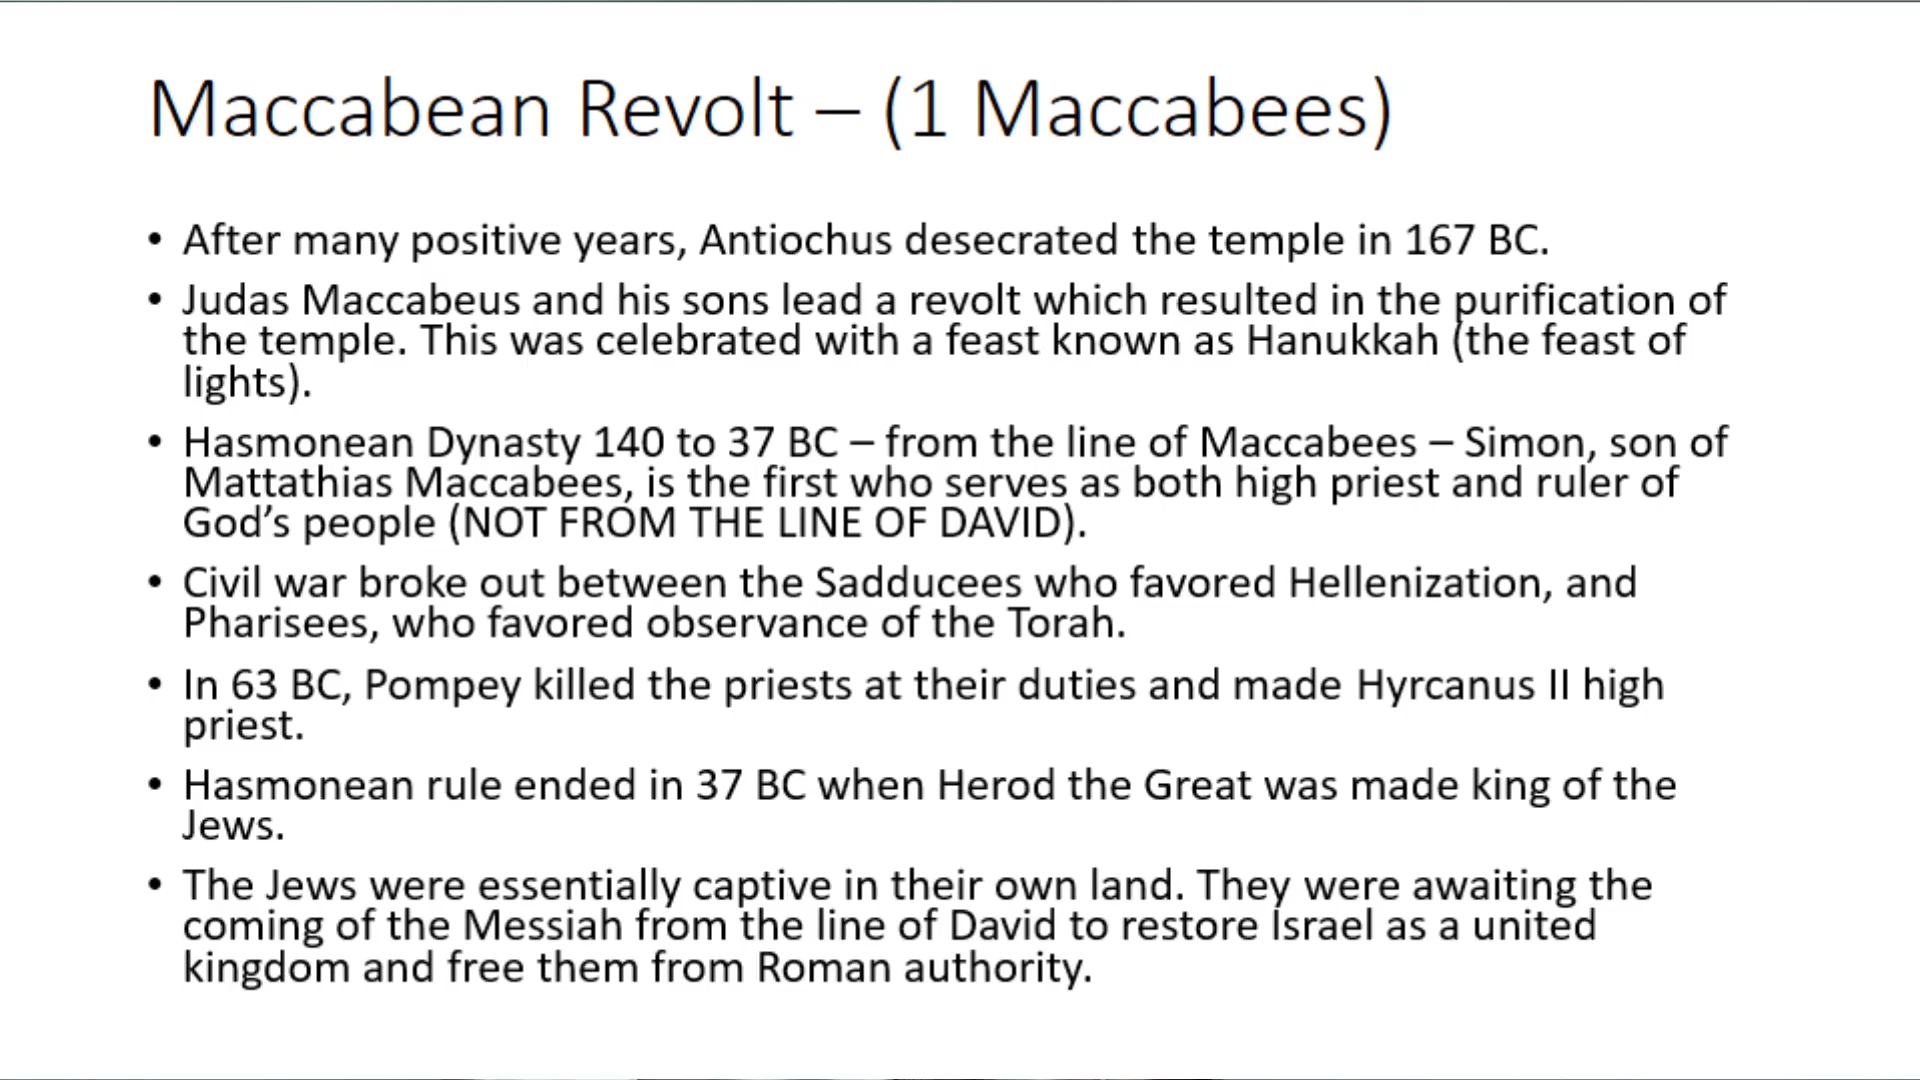 Maccabean Revolt – (1 Maccabees)
• After many positive years, Antiochus desecrated the temple in 167 BC.
• Judas Maccabeus and his sons lead a revolt which resulted in the purification of
the temple. This was celebrated with a feast known as Hanukkah (the feast of
lights).
• Hasmonean Dynasty 140 to 37 BC – from the line of Maccabees – Simon, son of
Mattathias Maccabees, is the first who serves as both high priest and ruler of
God’s people (NOT FROM THE LINE OF DAVID).
• Civil war broke out between the Sadducees who favored Hellenization, and
Pharisees, who favored observance of the Torah.
• In 63 BC, Pompey killed the priests at their duties and made Hyrcanus II high
priest.
• Hasmonean rule ended in 37 BC when Herod the Great was made king of the
Jews.
• The Jews were essentially captive in their own land. They were awaiting the
coming of the Messiah from the line of David to restore Israel as a united
kingdom and free them from Roman authority.